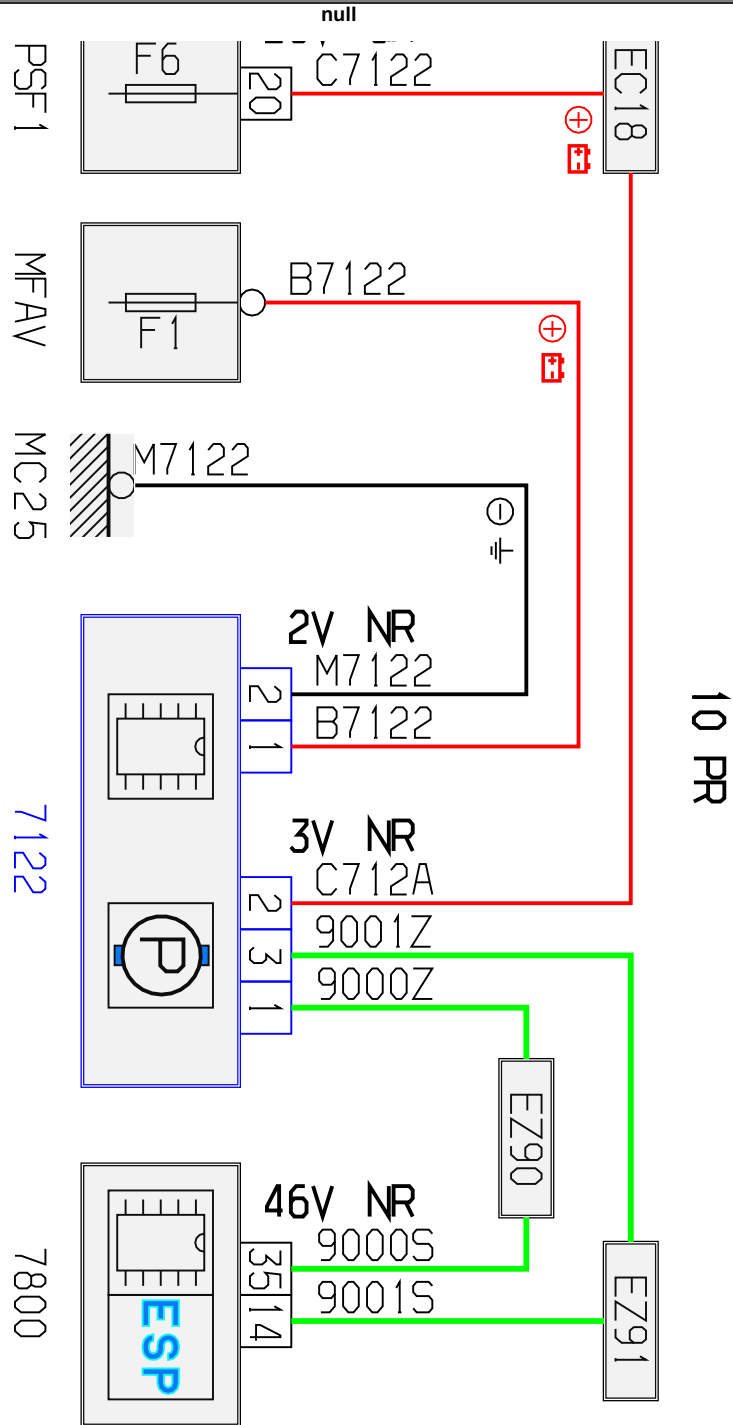 null
F6
C7122
20
EC18
PSF1
B7122
F1
MFAV
M7122
MC25
2V NR
M7122
2
B7122
1
10 PR
7122
3V NR
C712A
2
9001Z
3
9000Z
1
P
EZ90
46V NR
9000S
35
9001S
14
ESP
7800
EZ91